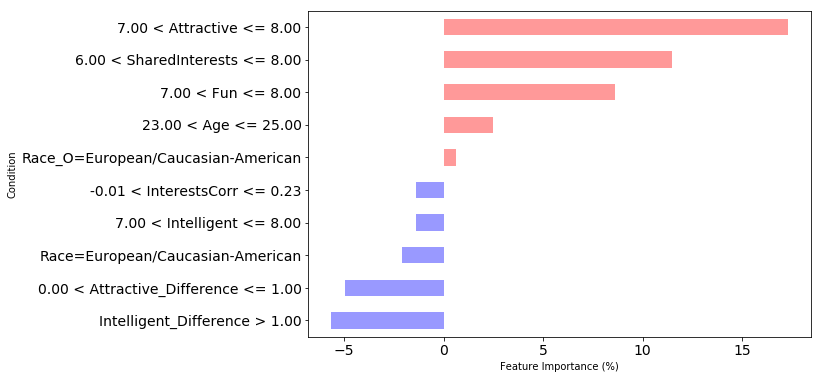 7.00 < Attractive <= 8.00
6.00 < SharedInterests <= 8.00
7.00 < Fun <= 8.00
23.00 < Age <= 25.00
Race_O=European/Caucasian-American
-0.01 < InterestsCorr <= 0.23
7.00 < Intelligent <= 8.00
Race=European/Caucasian-American
0.00 < Attractive_Difference <= 1.00
Intelligent_Difference > 1.00
Condition
−5 0 5 10 15
Feature Importance (%)